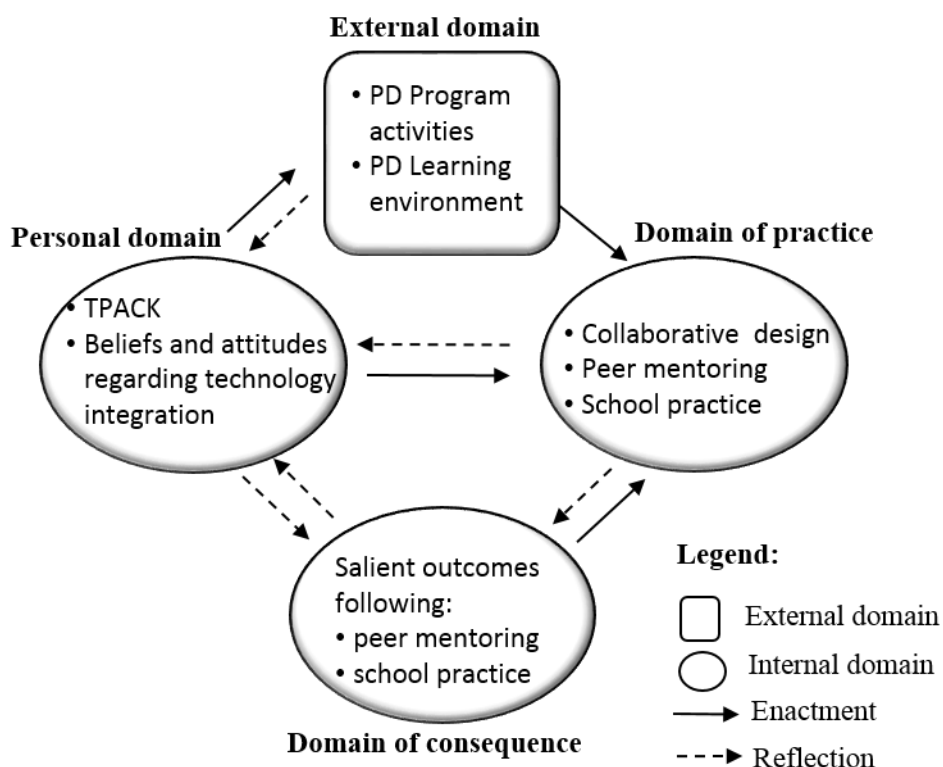 External domain
• PD Program
activities
• PD Learning
environment
Personal domain
• TPACK
• Beliefs and attitudes
regarding technology
integration
Domain of practice
• Collaborative design
• Peer mentoring
• School practice
Salient outcomes
following:
• peer mentoring
• school practice
Domain of consequence
Legend:
External domain
Internal domain
Enactment
Reflection